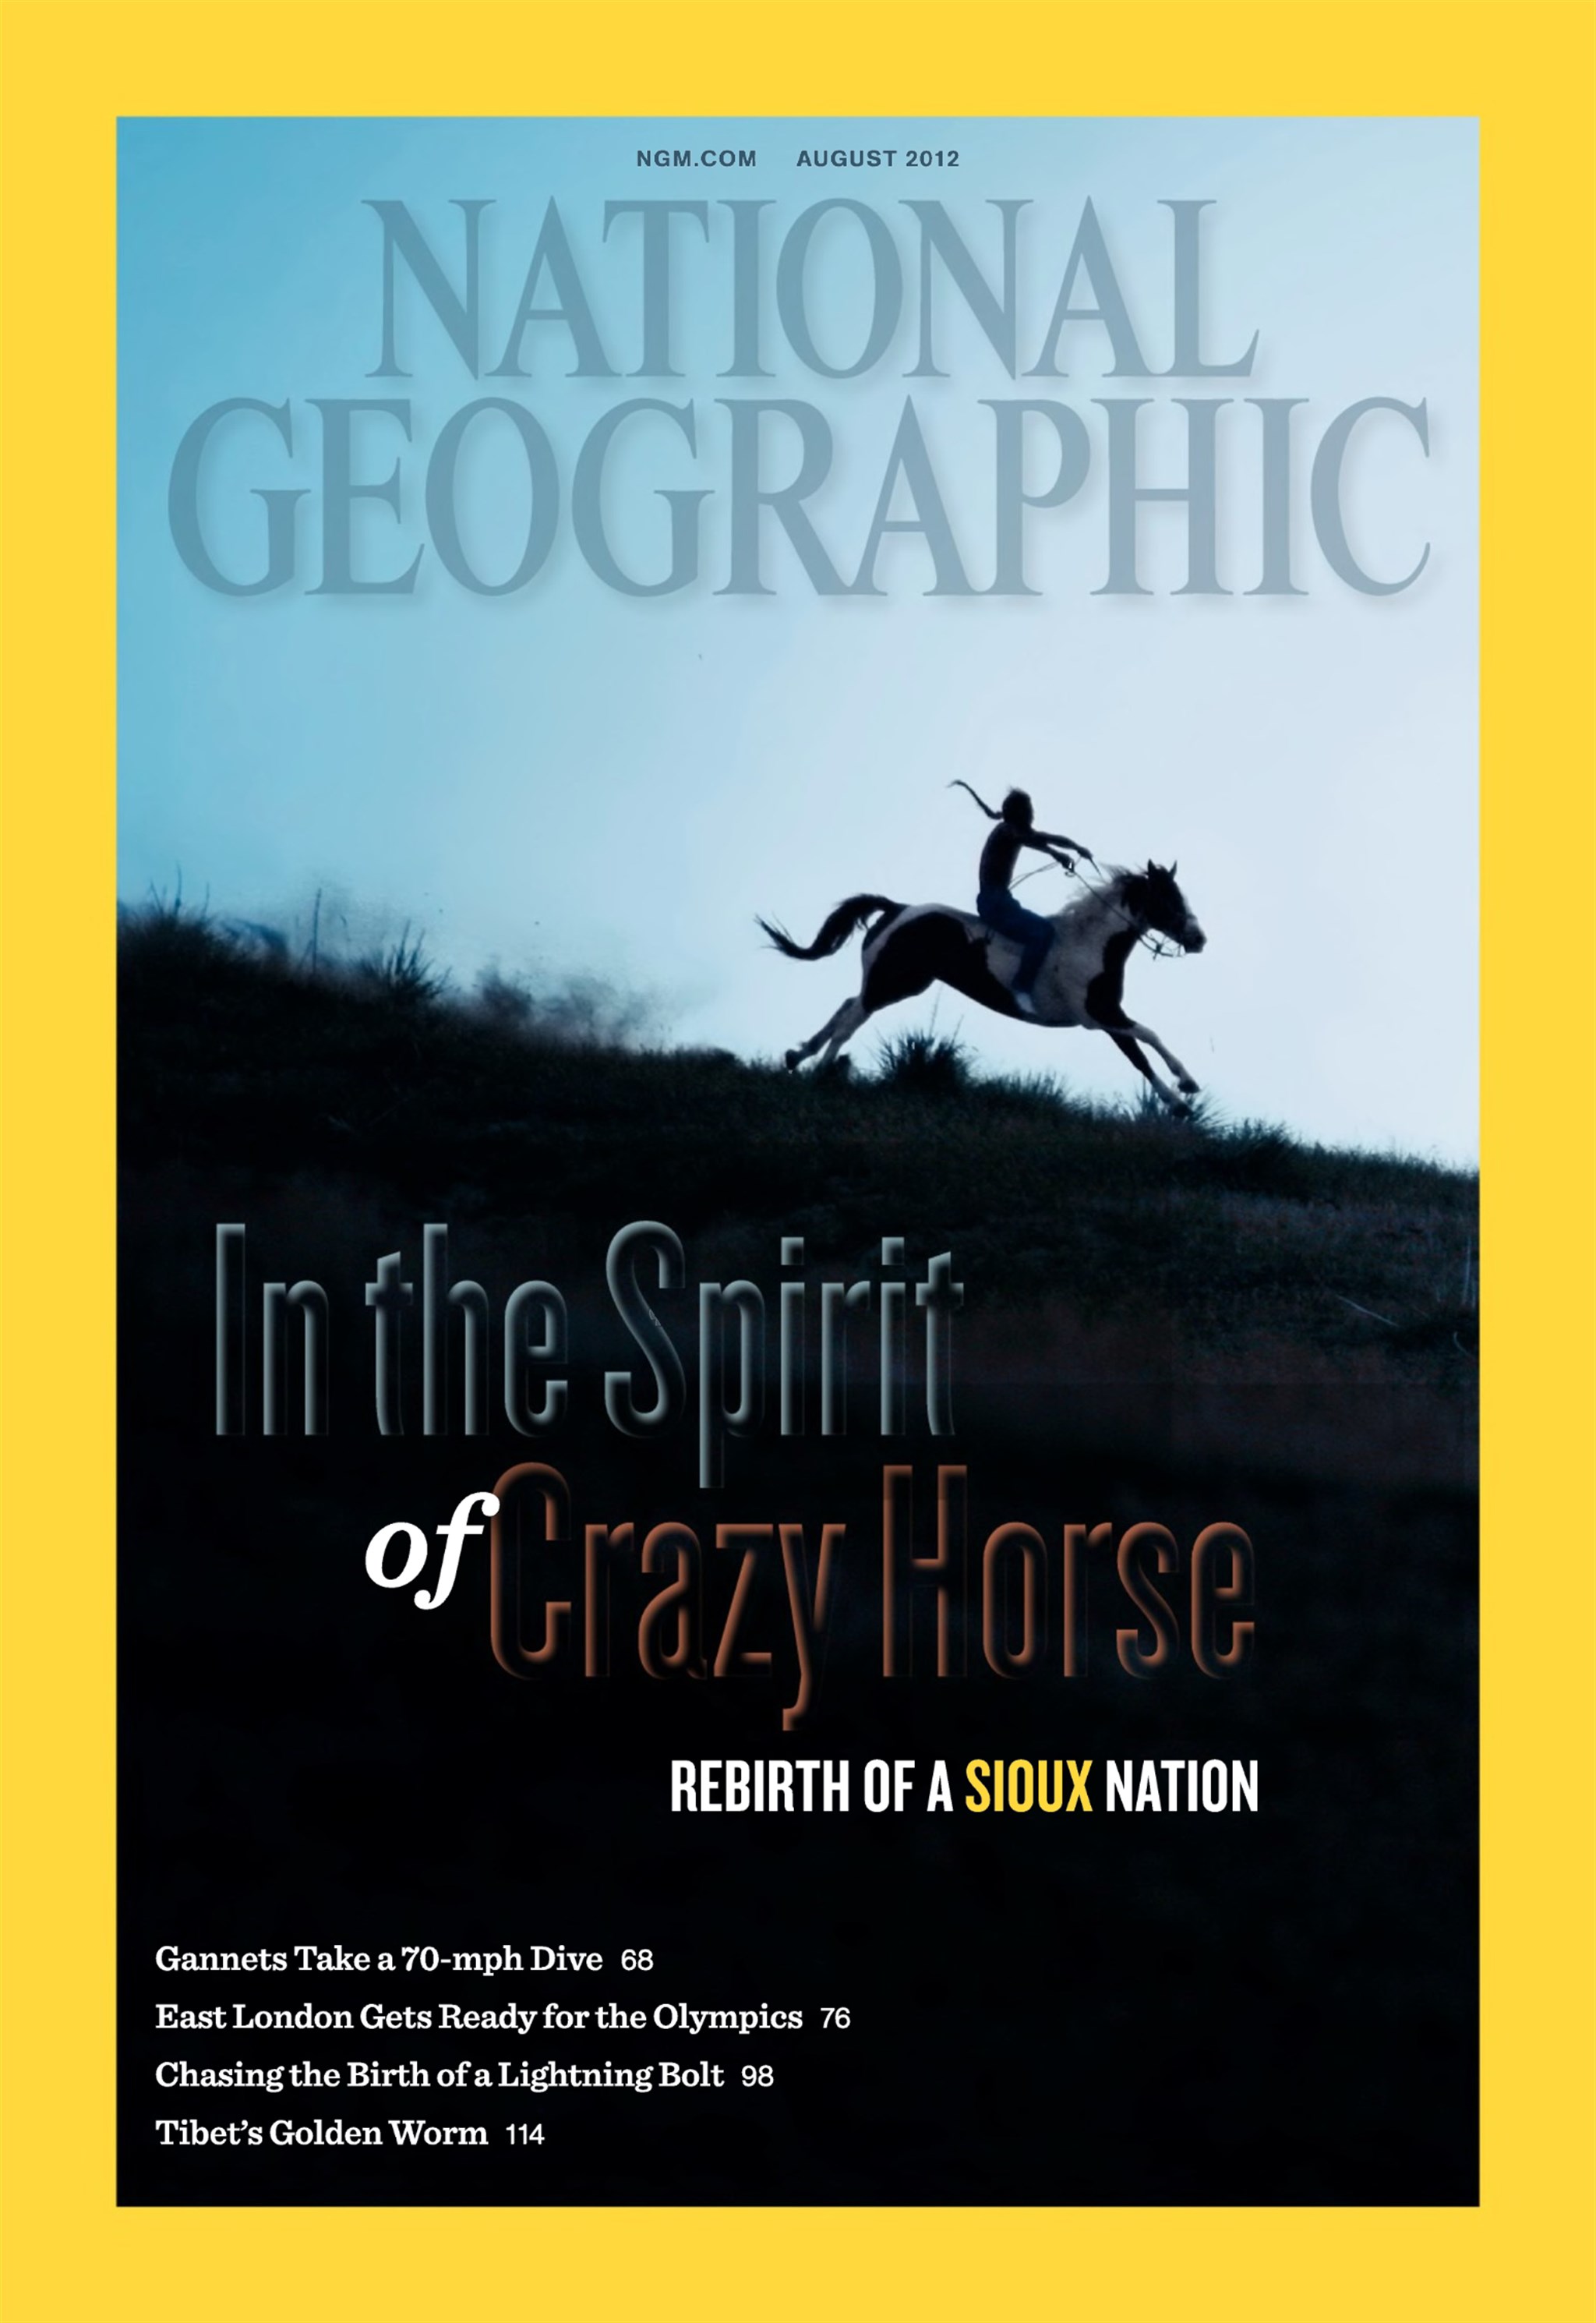 NGM.COM AUGUST 2012
NATIONAL
GEOGRAPHIC
In the Spirit
of Crazy Horse
REBIRTH OF A SIOUX NATION
Gannets Take a 70-mph Dive 68
East London Gets Ready for the Olympics 76
Chasing the Birth of a Lightning Bolt 98
Tibet’s Golden Worm 114